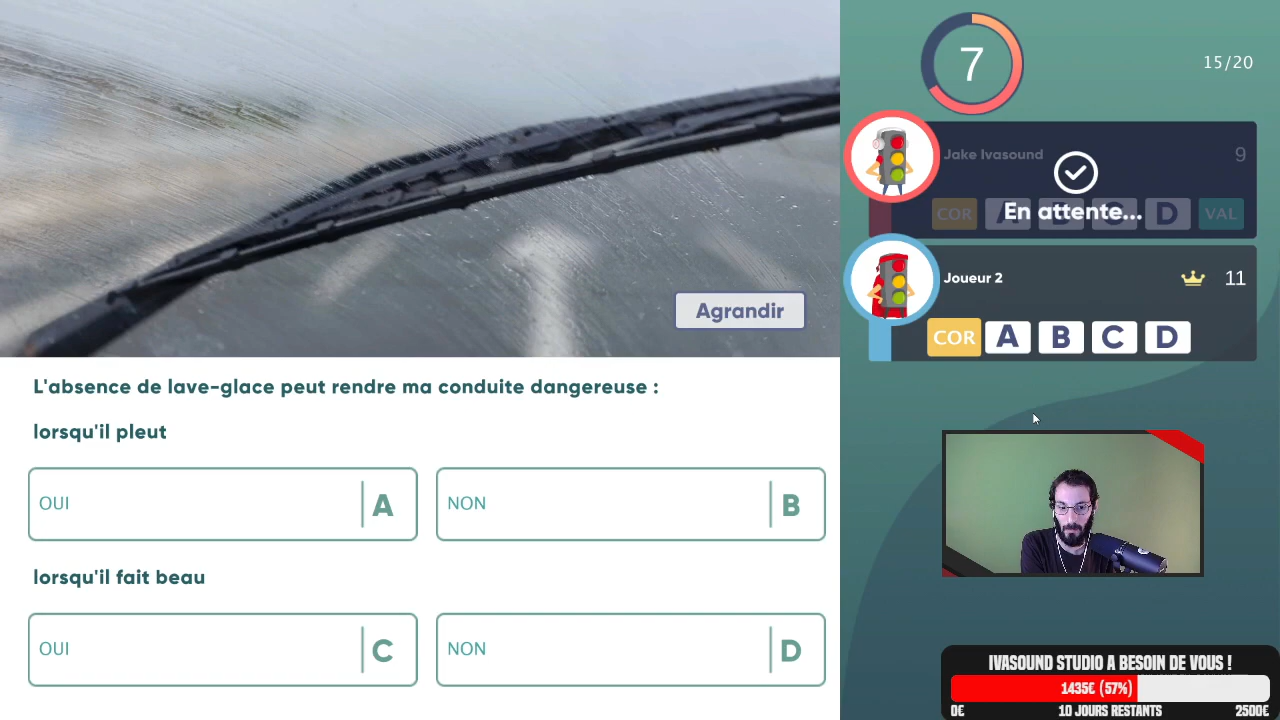 7
15/20
Jake Ivasound
9
En attente...
COR A B C D VAL
Joueur 2
11
COR A B C D
Agrandir
L'absence de lave-glace peut rendre ma conduite dangereuse :
lorsqu'il pleut
OUI A
NON B
lorsqu'il fait beau
OUI C
NON D
IVASOUND STUDIO A BESOIN DE VOUS !
1435€ (57%)
0€ 10 JOURS RESTANTS 2500€